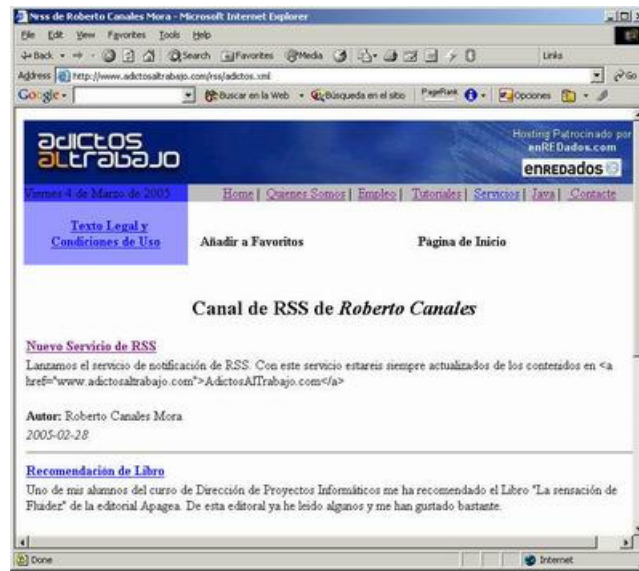 Nrss de Roberto Canales Mora - Microsoft Internet Explorer
File Edit View Favorites Tools Help
Back Search Favorites Media Links
Address http://www.adictosaltrabajo.com/rss/adictos.xml Go
Google Buscar en la Web Búsqueda en el sitio PageRank Opciones
adictos
altrabajo
Hosting Patrocinado por
enREDados.com
enREDados
Viernes 4 de Marzo de 2005 Home | Quienes Somos | Empleo | Tutoriales | Servicios | Java | Contacte
Texto Legal y
Condiciones de Uso Añadir a Favoritos Pagina de Inicio
Canal de RSS de Roberto Canales
Nuevo Servicio de RSS
Lanzamos el servicio de notificación de RSS. Con este servicio estareis siempre actualizados de los contenidos en <a
href="www.adictosaltrabajo.com">AdictosAlTrabajo.com</a>
Autor: Roberto Canales Mora
2005-02-28
Recomendación de Libro
Uno de mis alumnos del curso de Dirección de Proyectos Informáticos me ha recomendado el Libro "La sensación de
Fluidez" de la editorial Apagea. De esta editoral ya he leido algunos y me han gustado bastante.
Done Internet